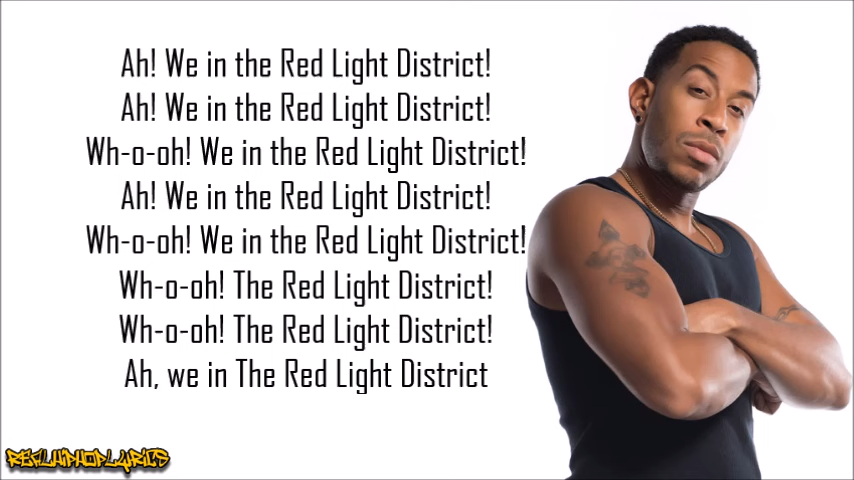 Ah! We in the Red Light District!
Ah! We in the Red Light District!
Wh-o-oh! We in the Red Light District!
Ah! We in the Red Light District!
Wh-o-oh! We in the Red Light District!
Wh-o-oh! The Red Light District!
Wh-o-oh! The Red Light District!
Ah, we in The Red Light District
REALHIPHOPLYRICS